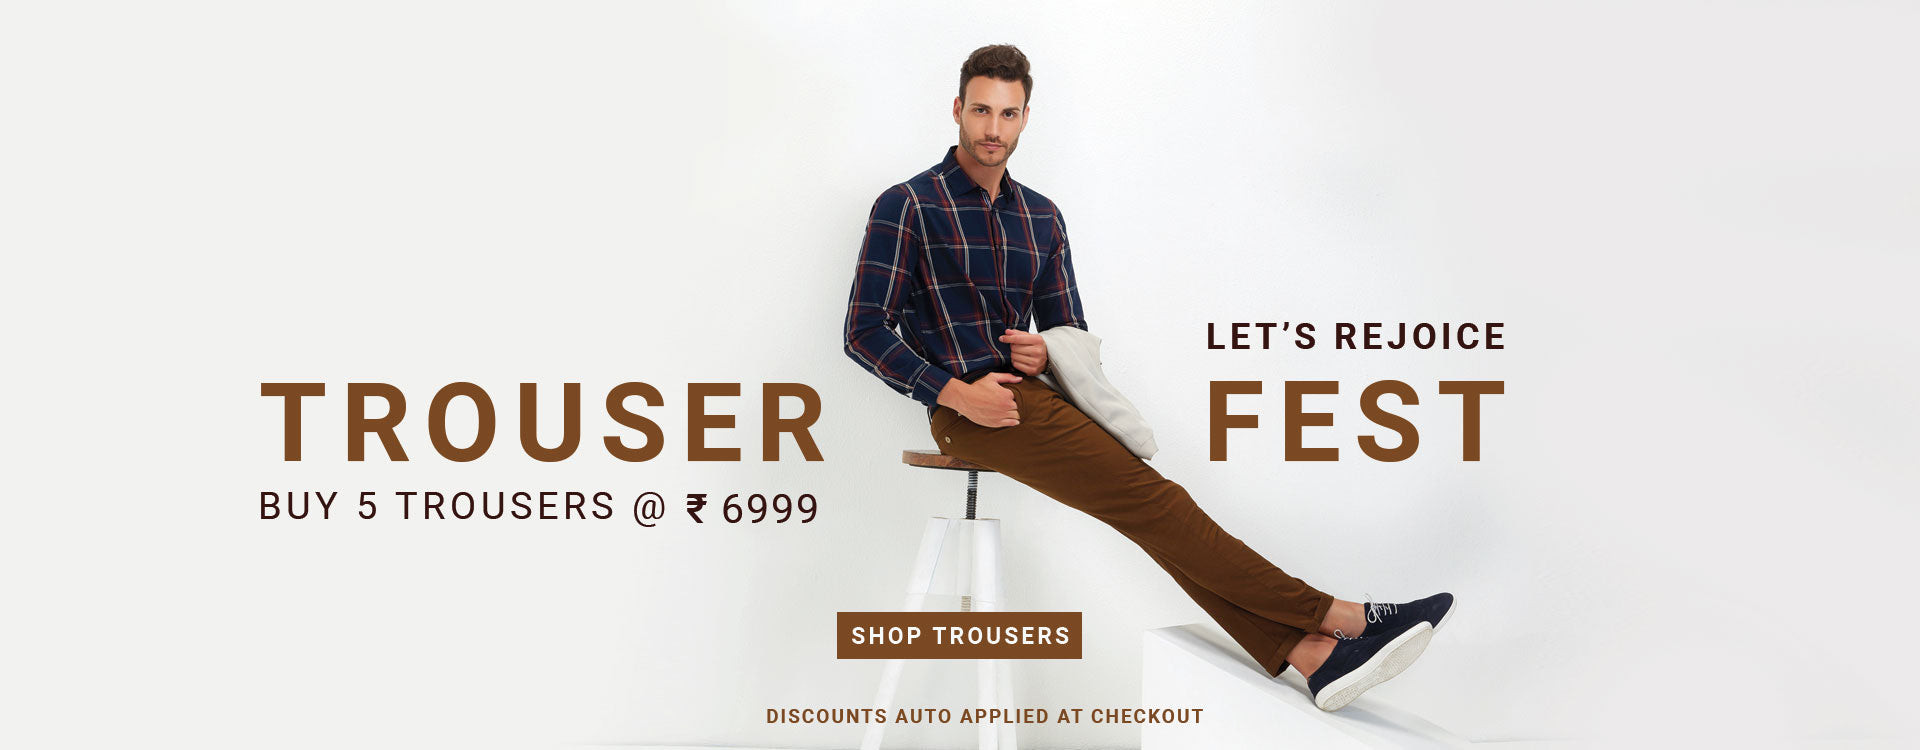 TROUSER
BUY 5 TROUSERS @ ₹ 6999
LET’S REJOICE
FEST
SHOP TROUSERS
DISCOUNTS AUTO APPLIED AT CHECKOUT